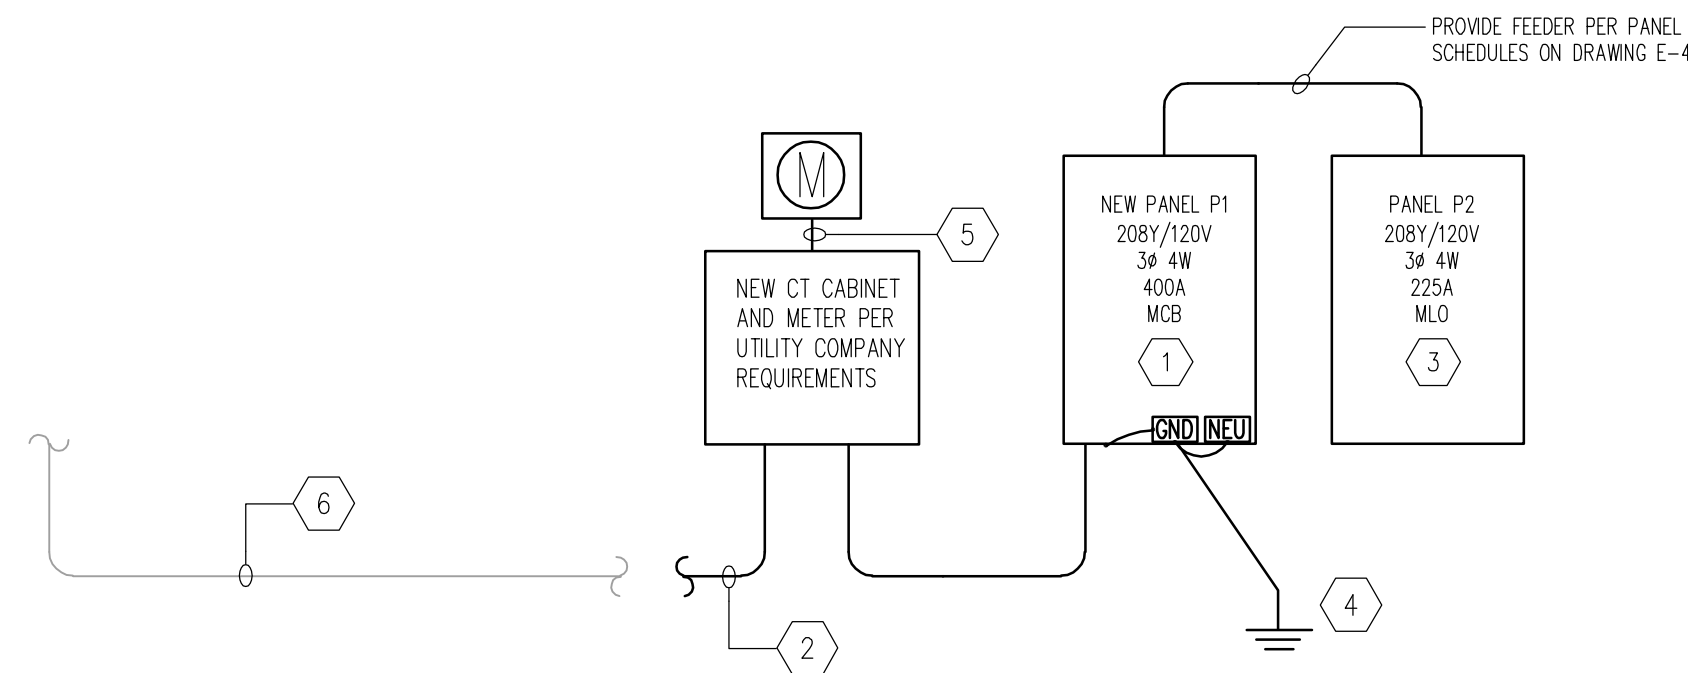 PROVIDE FEEDER PER PANEL
SCHEDULES ON DRAWING E-4
M
5
NEW CT CABINET
AND METER PER
UTILITY COMPANY
REQUIREMENTS
NEW PANEL P1
208Y/120V
3ø 4W
400A
MCB
1
GND NEU
PANEL P2
208Y/120V
3ø 4W
225A
MLO
3
6
2
4